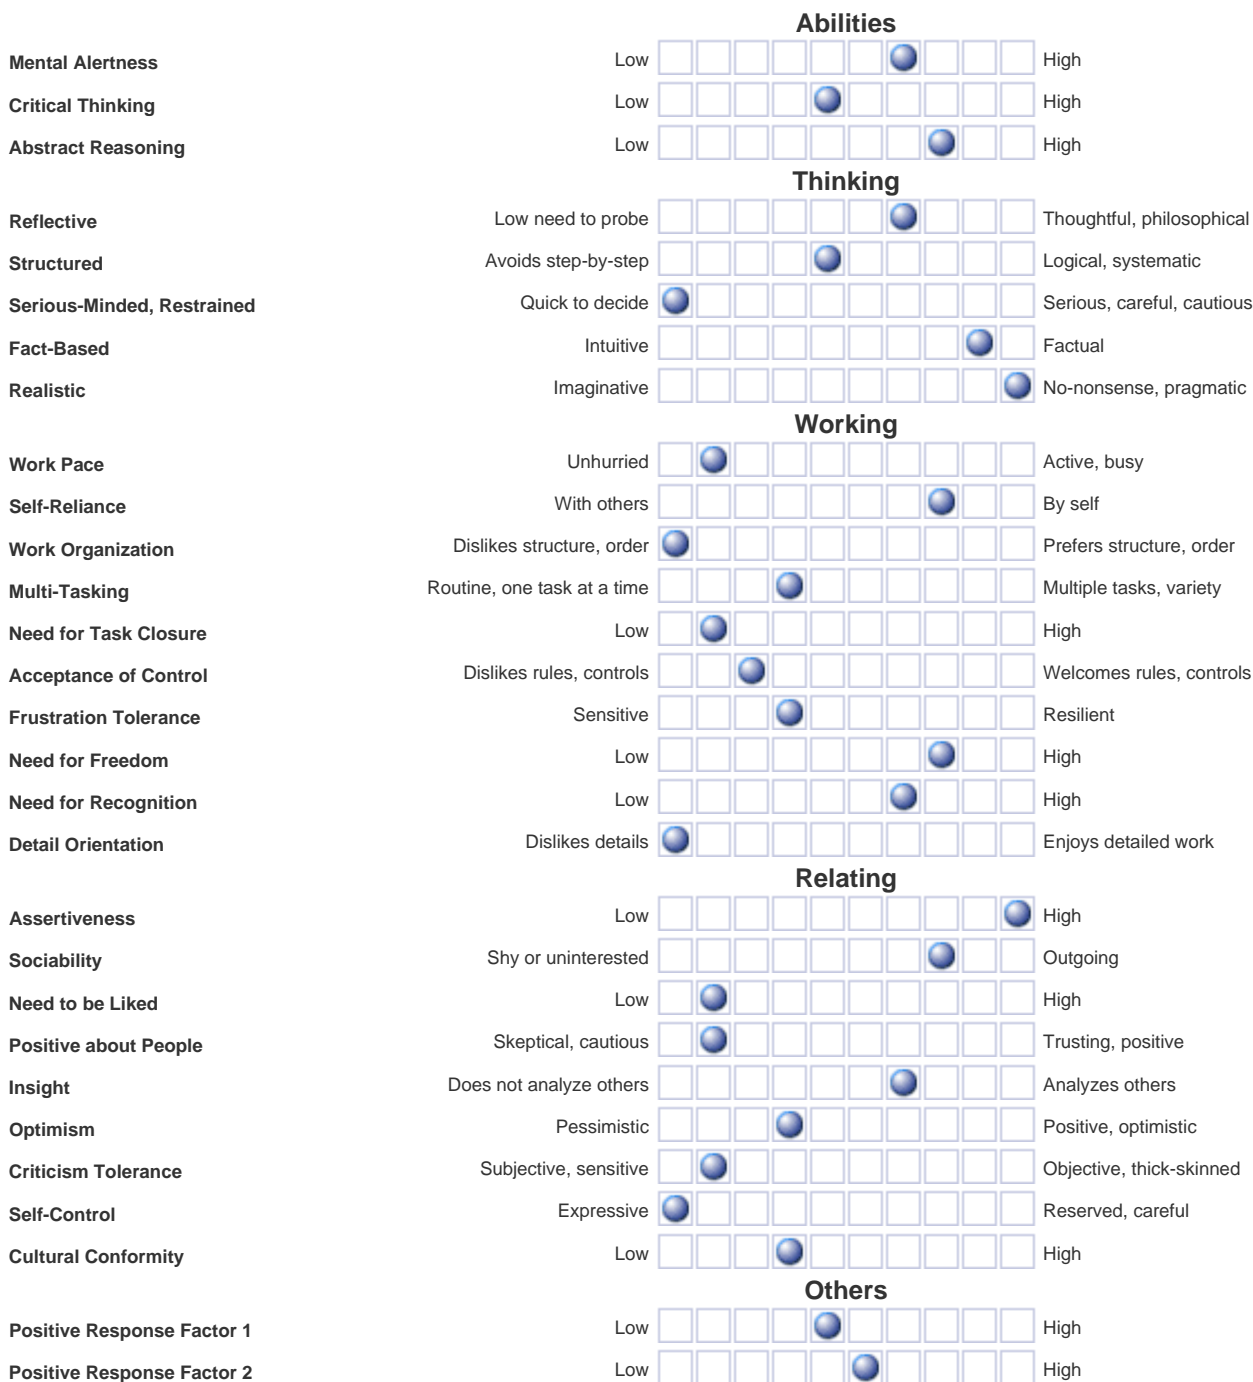 Abilities
Mental Alertness Low High
Critical Thinking Low High
Abstract Reasoning Low High
Thinking
Reflective Low need to probe Thoughtful, philosophical
Structured Avoids step-by-step Logical, systematic
Serious-Minded, Restrained Quick to decide Serious, careful, cautious
Fact-Based Intuitive Factual
Realistic Imaginative No-nonsense, pragmatic
Working
Work Pace Unhurried Active, busy
Self-Reliance With others By self
Work Organization Dislikes structure, order Prefers structure, order
Multi-Tasking Routine, one task at a time Multiple tasks, variety
Need for Task Closure Low High
Acceptance of Control Dislikes rules, controls Welcomes rules, controls
Frustration Tolerance Sensitive Resilient
Need for Freedom Low High
Need for Recognition Low High
Detail Orientation Dislikes details Enjoys detailed work
Relating
Assertiveness Low High
Sociability Shy or uninterested Outgoing
Need to be Liked Low High
Positive about People Skeptical, cautious Trusting, positive
Insight Does not analyze others Analyzes others
Optimism Pessimistic Positive, optimistic
Criticism Tolerance Subjective, sensitive Objective, thick-skinned
Self-Control Expressive Reserved, careful
Cultural Conformity Low High
Others
Positive Response Factor 1 Low High
Positive Response Factor 2 Low High